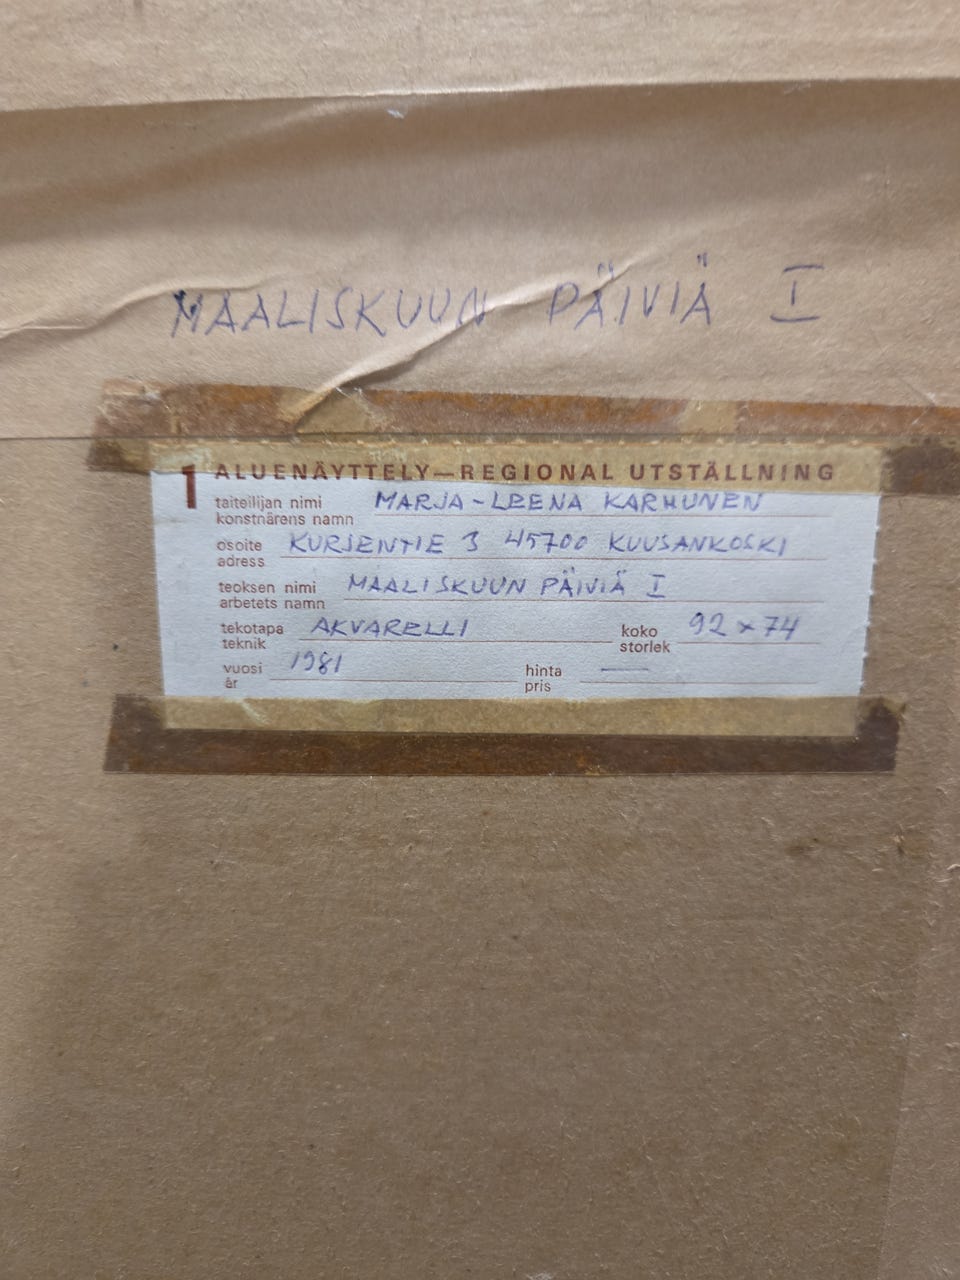 MAALISKUUN PÄIVIÄ I
1 ALUENÄYTTELY—REGIONAL UTSTÄLLNING
taiteilijan nimi MARJA-LEENA KARHUNEN
konstnärens namn
osoite KURJENTIE 3 45700 KUUSANKOSKI
adress
teoksen nimi MAALISKUUN PÄIVIÄ I
arbetets namn
tekotapa AKVARELLI koko 92 x 74
teknik storlek
vuosi 1981 hinta —
år pris